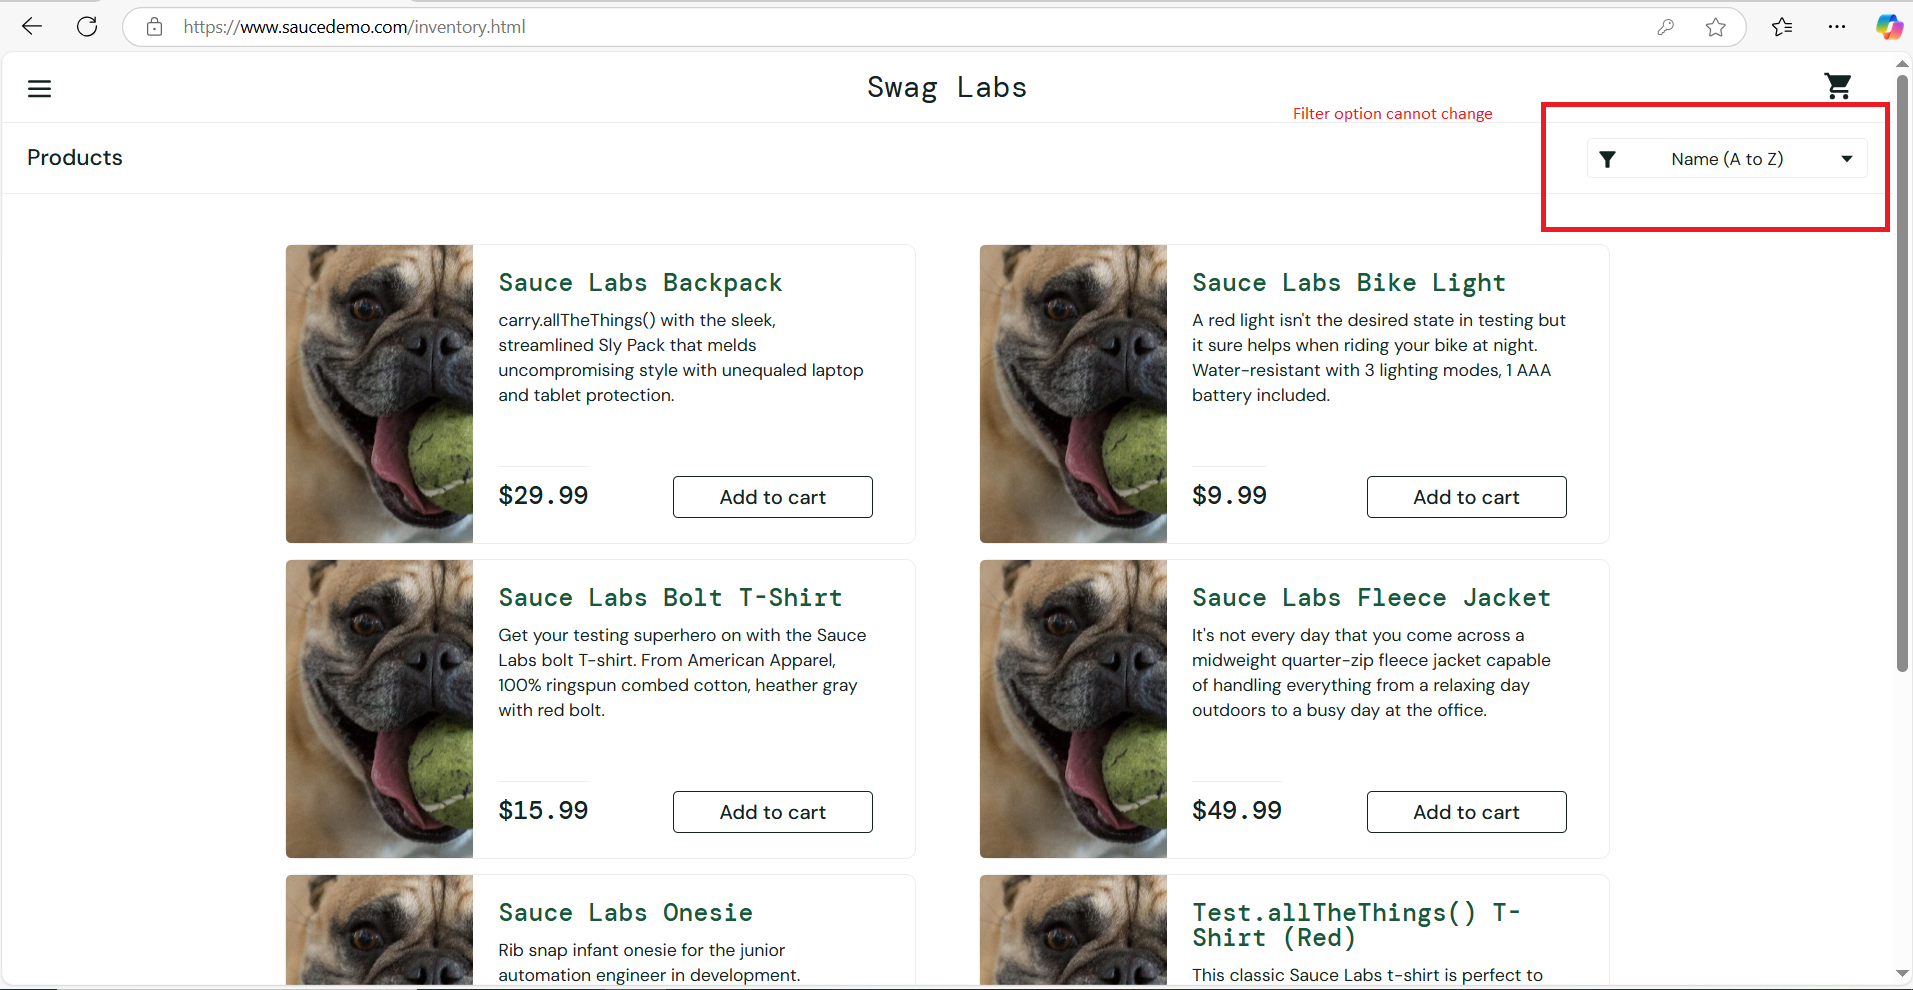 https://www.saucedemo.com/inventory.html
Swag Labs
Filter option cannot change
Products
Name (A to Z)
Sauce Labs Backpack
carry.allTheThings() with the sleek,
streamlined Sly Pack that melds
uncompromising style with unequaled laptop
and tablet protection.
$29.99
Add to cart
Sauce Labs Bike Light
A red light isn't the desired state in testing but
it sure helps when riding your bike at night.
Water-resistant with 3 lighting modes, 1 AAA
battery included.
$9.99
Add to cart
Sauce Labs Bolt T-Shirt
Get your testing superhero on with the Sauce
Labs bolt T-shirt. From American Apparel,
100% ringspun combed cotton, heather gray
with red bolt.
$15.99
Add to cart
Sauce Labs Fleece Jacket
It's not every day that you come across a
midweight quarter-zip fleece jacket capable
of handling everything from a relaxing day
outdoors to a busy day at the office.
$49.99
Add to cart
Sauce Labs Onesie
Rib snap infant onesie for the junior
automation engineer in development.
Test.allTheThings() T-
Shirt (Red)
This classic Sauce Labs t-shirt is perfect to